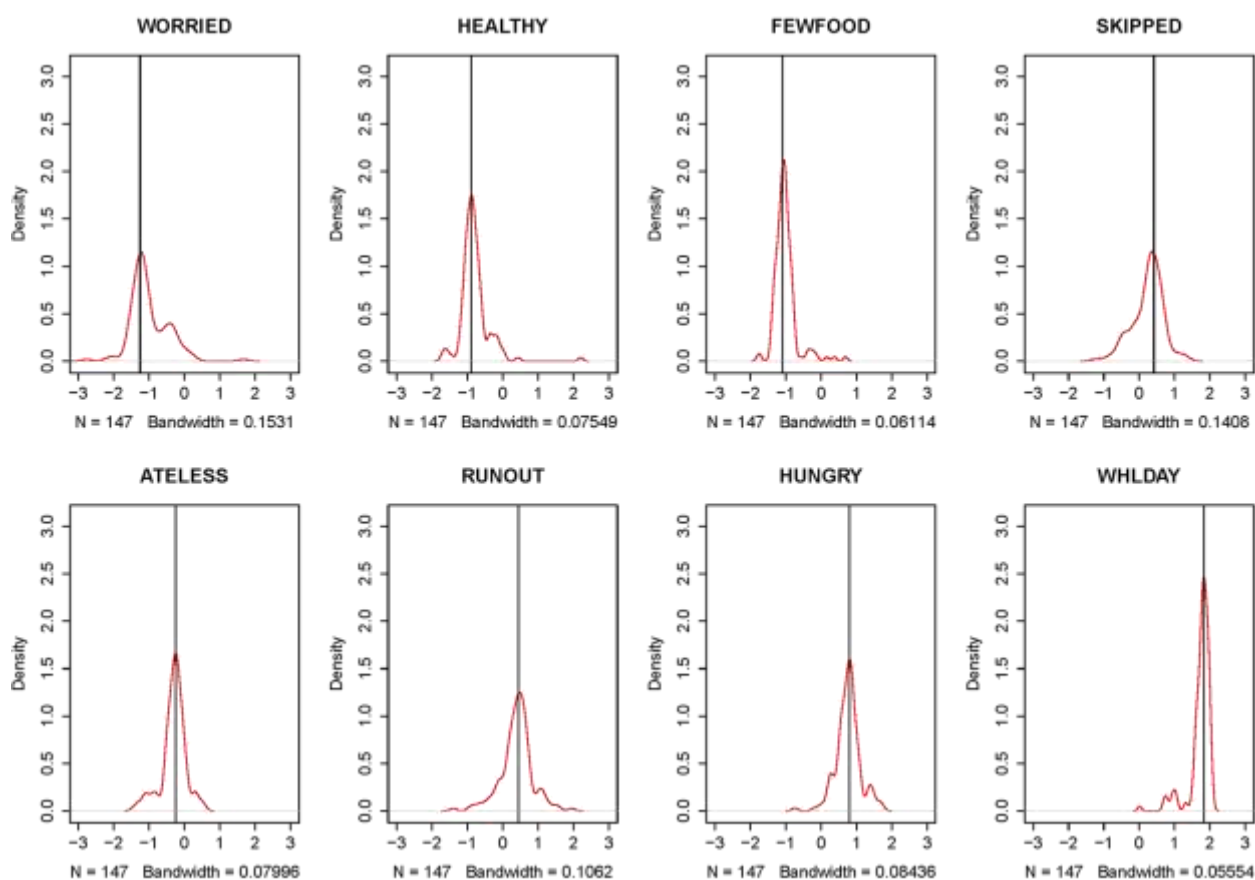 WORRIED HEALTHY FEWFOOD SKIPPED
Density 0.0 0.5 1.0 1.5 2.0 2.5 3.0
Density 0.0 0.5 1.0 1.5 2.0 2.5 3.0
Density 0.0 0.5 1.0 1.5 2.0 2.5 3.0
Density 0.0 0.5 1.0 1.5 2.0 2.5 3.0
-3 -2 -1 0 1 2 3 -3 -2 -1 0 1 2 3 -3 -2 -1 0 1 2 3 -3 -2 -1 0 1 2 3
N = 147 Bandwidth = 0.1531 N = 147 Bandwidth = 0.07549 N = 147 Bandwidth = 0.06114 N = 147 Bandwidth = 0.1408
ATELESS RUNOUT HUNGRY WHLDAY
Density 0.0 0.5 1.0 1.5 2.0 2.5 3.0
Density 0.0 0.5 1.0 1.5 2.0 2.5 3.0
Density 0.0 0.5 1.0 1.5 2.0 2.5 3.0
Density 0.0 0.5 1.0 1.5 2.0 2.5 3.0
-3 -2 -1 0 1 2 3 -3 -2 -1 0 1 2 3 -3 -2 -1 0 1 2 3 -3 -2 -1 0 1 2 3
N = 147 Bandwidth = 0.07996 N = 147 Bandwidth = 0.1062 N = 147 Bandwidth = 0.08436 N = 147 Bandwidth = 0.05554